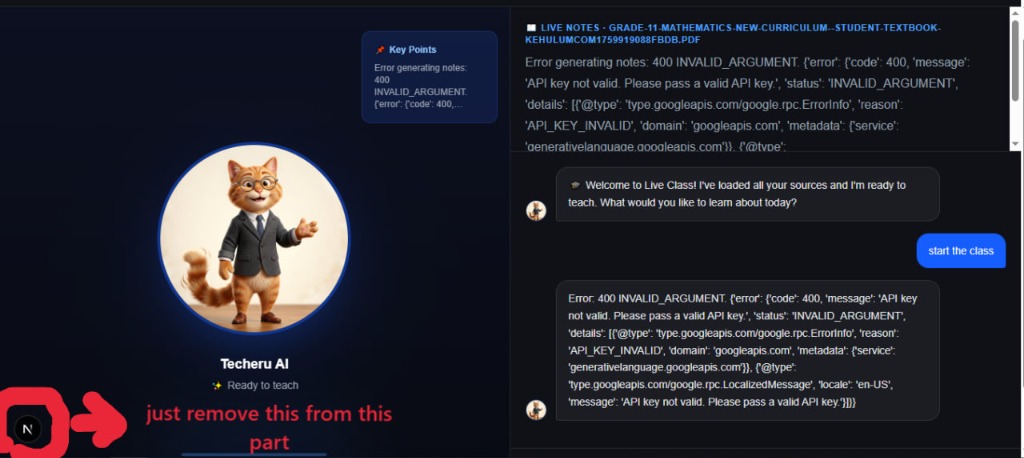 📌 Key Points
Error generating notes: 400
INVALID_ARGUMENT.
{'error': {'code': 400,...
Techeru AI
✨ Ready to teach
N
just remove this from this
part
LIVE NOTES - GRADE-11-MATHEMATICS-NEW-CURRICULUM--STUDENT-TEXTBOOK-
KEHULUMCOM1759919088FBDB.PDF
Error generating notes: 400 INVALID_ARGUMENT. {'error': {'code': 400, 'message':
'API key not valid. Please pass a valid API key.', 'status': 'INVALID_ARGUMENT',
'details': [{'@type': 'type.googleapis.com/google.rpc.ErrorInfo', 'reason':
'API_KEY_INVALID', 'domain': 'googleapis.com', 'metadata': {'service':
'generativelanguage.googleapis.com'}}, {'@type':
🎓 Welcome to Live Class! I've loaded all your sources and I'm ready to
teach. What would you like to learn about today?
start the class
Error: 400 INVALID_ARGUMENT. {'error': {'code': 400, 'message': 'API key
not valid. Please pass a valid API key.', 'status': 'INVALID_ARGUMENT',
'details': [{'@type': 'type.googleapis.com/google.rpc.ErrorInfo', 'reason':
'API_KEY_INVALID', 'domain': 'googleapis.com', 'metadata': {'service':
'generativelanguage.googleapis.com'}}, {'@type':
'type.googleapis.com/google.rpc.LocalizedMessage', 'locale': 'en-US',
'message': 'API key not valid. Please pass a valid API key.'}]}}